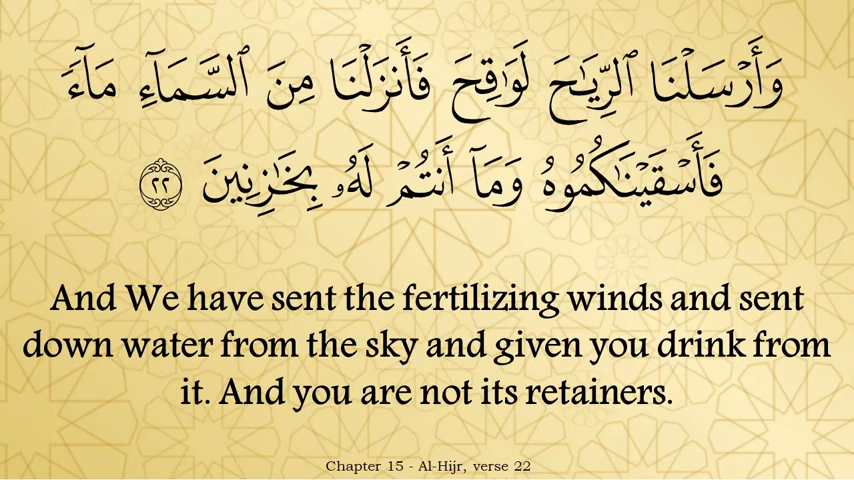 وَأَرْسَلْنَا ٱلرِّيَـٰحَ لَوَٰقِحَ فَأَنزَلْنَا مِنَ ٱلسَّمَآءِ مَآءًۭ
فَأَسْقَيْنَـٰكُمُوهُ وَمَآ أَنتُمْ لَهُۥ بِخَـٰزِنِينَ ٢٢
And We have sent the fertilizing winds and sent
down water from the sky and given you drink from
it. And you are not its retainers.
Chapter 15 - Al-Hijr, verse 22